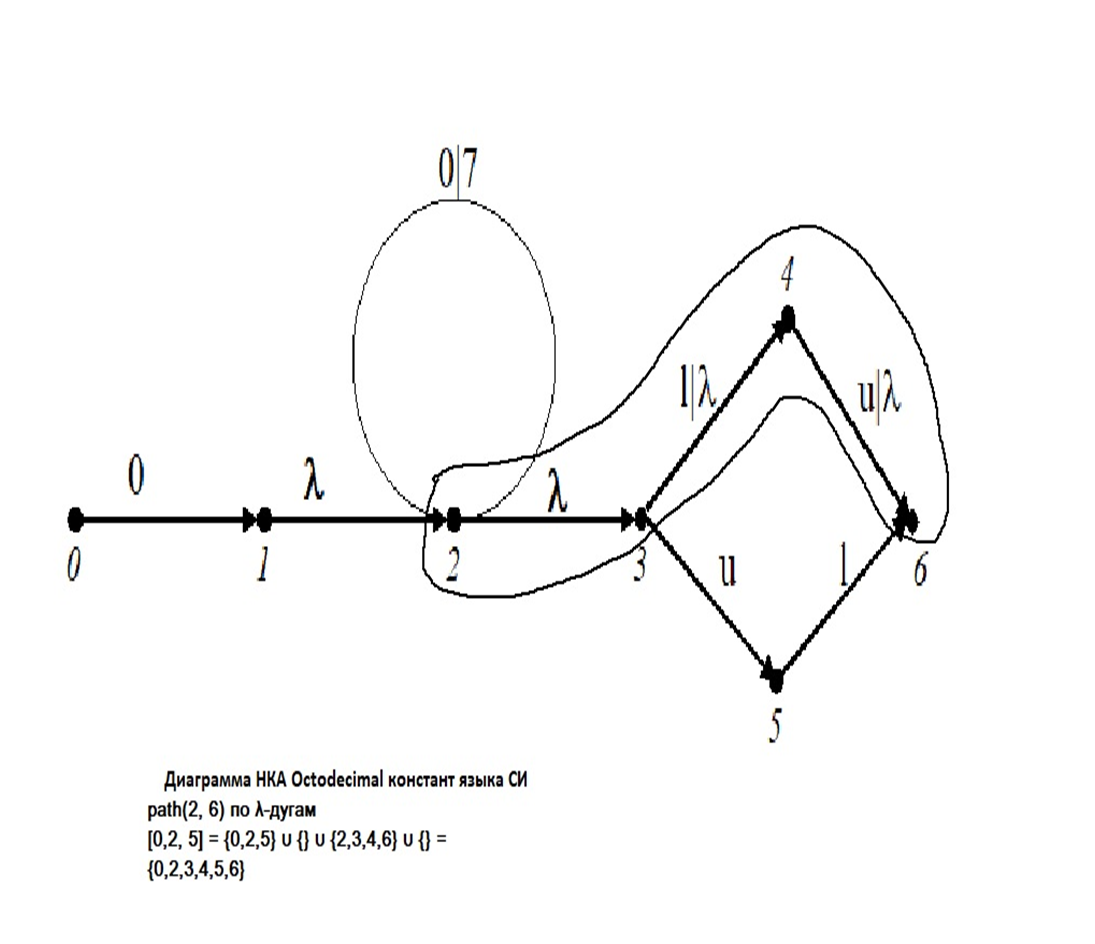 0|7
4
l|λ
u|λ
0
λ
λ
0
1
2
3
u
l
6
5
Диаграмма НКА Octodecimal констант языка СИ
path(2, 6) по λ-дугам
[0,2, 5] = {0,2,5} ∪ {} ∪ {2,3,4,6} ∪ {} =
{0,2,3,4,5,6}